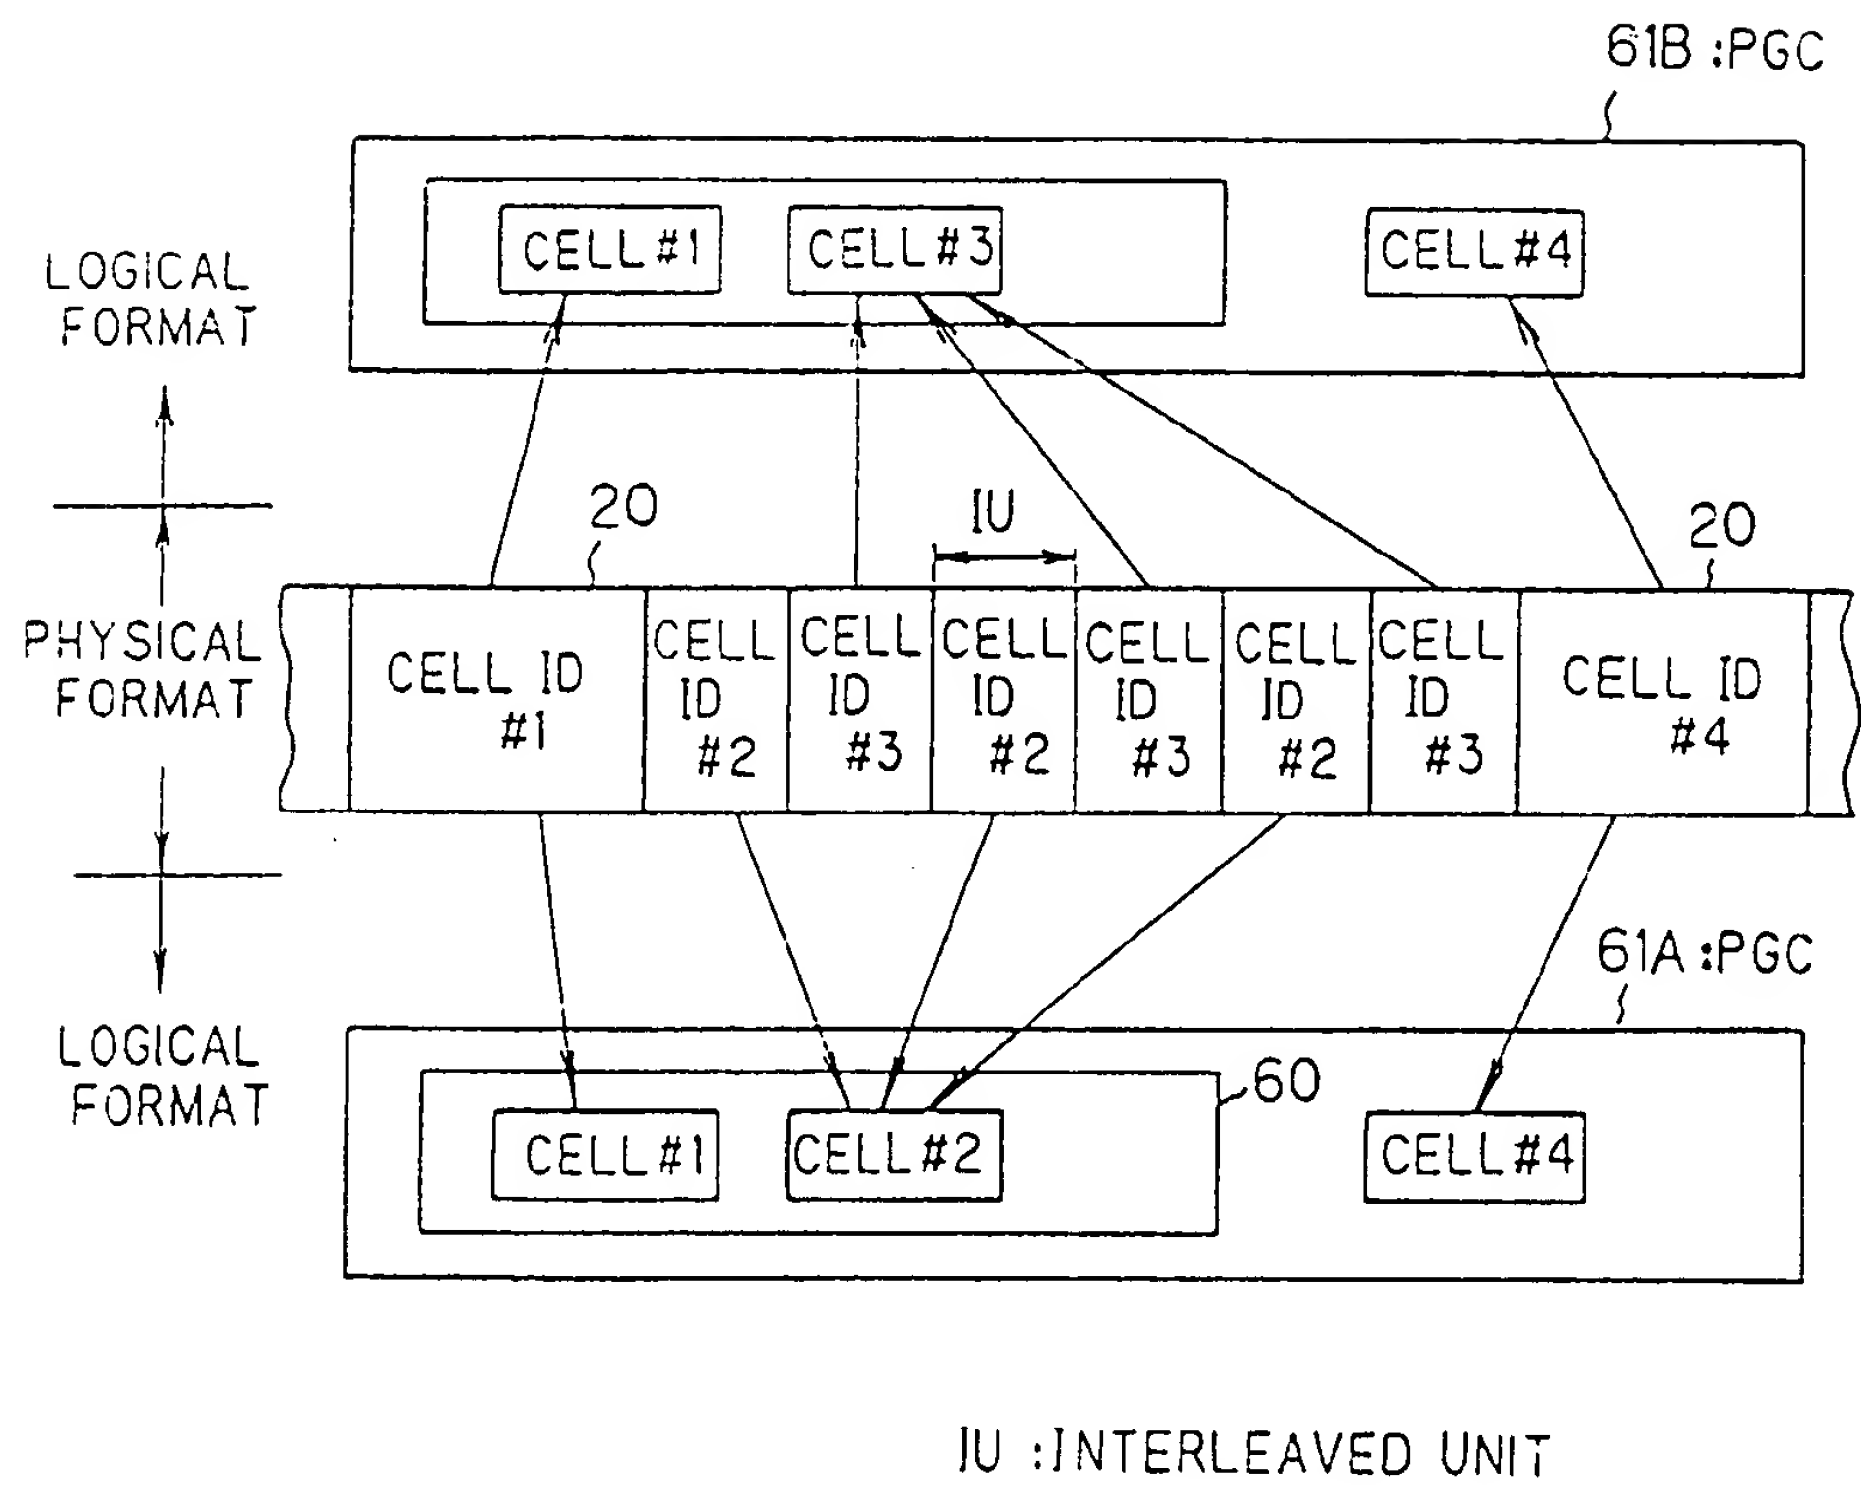 61B :PGC
CELL #1
CELL #3
CELL #4
LOGICAL
FORMAT
20
IU
20
PHYSICAL
FORMAT
CELL ID
#1
CELL
ID
#2
CELL
ID
#3
CELL
ID
#2
CELL
ID
#3
CELL
ID
#2
CELL
ID
#3
CELL ID
#4
61A :PGC
LOGICAL
FORMAT
60
CELL #1
CELL #2
CELL #4
IU :INTERLEAVED UNIT